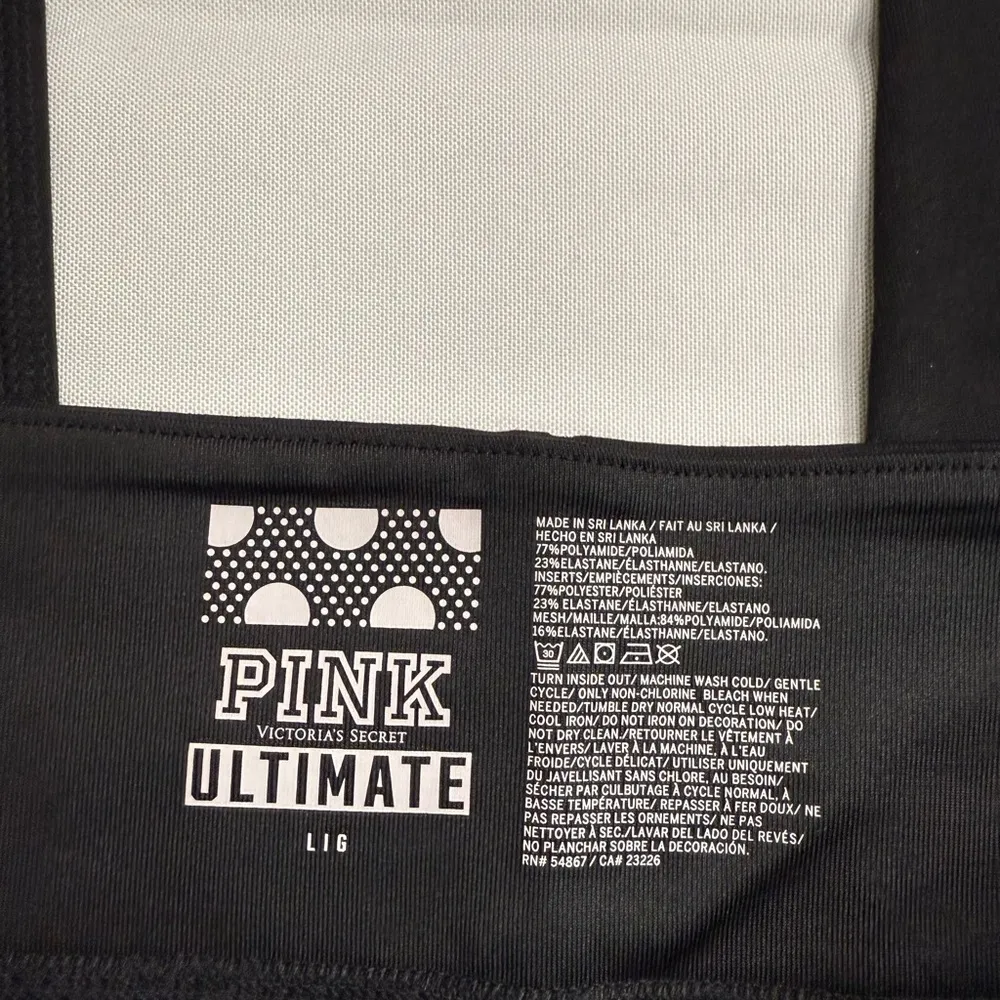 PINK
VICTORIA'S SECRET
ULTIMATE
L I G
MADE IN SRI LANKA / FAIT AU SRI LANKA /
HECHO EN SRI LANKA
77%POLYAMIDE/POLIAMIDA
23%ELASTANE/ÉLASTHANNE/ELASTANO.
INSERTS/EMPIÈCEMENTS/INSERCIONES:
77%POLYESTER/POLIÉSTER
23% ELASTANE/ÉLASTHANNE/ELASTANO
MESH/MAILLE/MALLA:84%POLYAMIDE/POLIAMIDA
16%ELASTANE/ÉLASTHANNE/ELASTANO.
30
TURN INSIDE OUT/ MACHINE WASH COLD/ GENTLE
CYCLE/ ONLY NON-CHLORINE BLEACH WHEN
NEEDED/TUMBLE DRY NORMAL CYCLE LOW HEAT/
COOL IRON/ DO NOT IRON ON DECORATION/ DO
NOT DRY CLEAN./RETOURNER LE VÊTEMENT À
L'ENVERS/ LAVER À LA MACHINE, À L'EAU
FROIDE/CYCLE DÉLICAT/ UTILISER UNIQUEMENT
DU JAVELLISANT SANS CHLORE, AU BESOIN/
SÉCHER PAR CULBUTAGE À CYCLE NORMAL, À
BASSE TEMPÉRATURE/ REPASSER À FER DOUX/ NE
PAS REPASSER LES ORNEMENTS/ NE PAS
NETTOYER À SEC./LAVAR DEL LADO DEL REVÉS/
NO PLANCHAR SOBRE LA DECORACIÓN.
RN# 54867 / CA# 23226